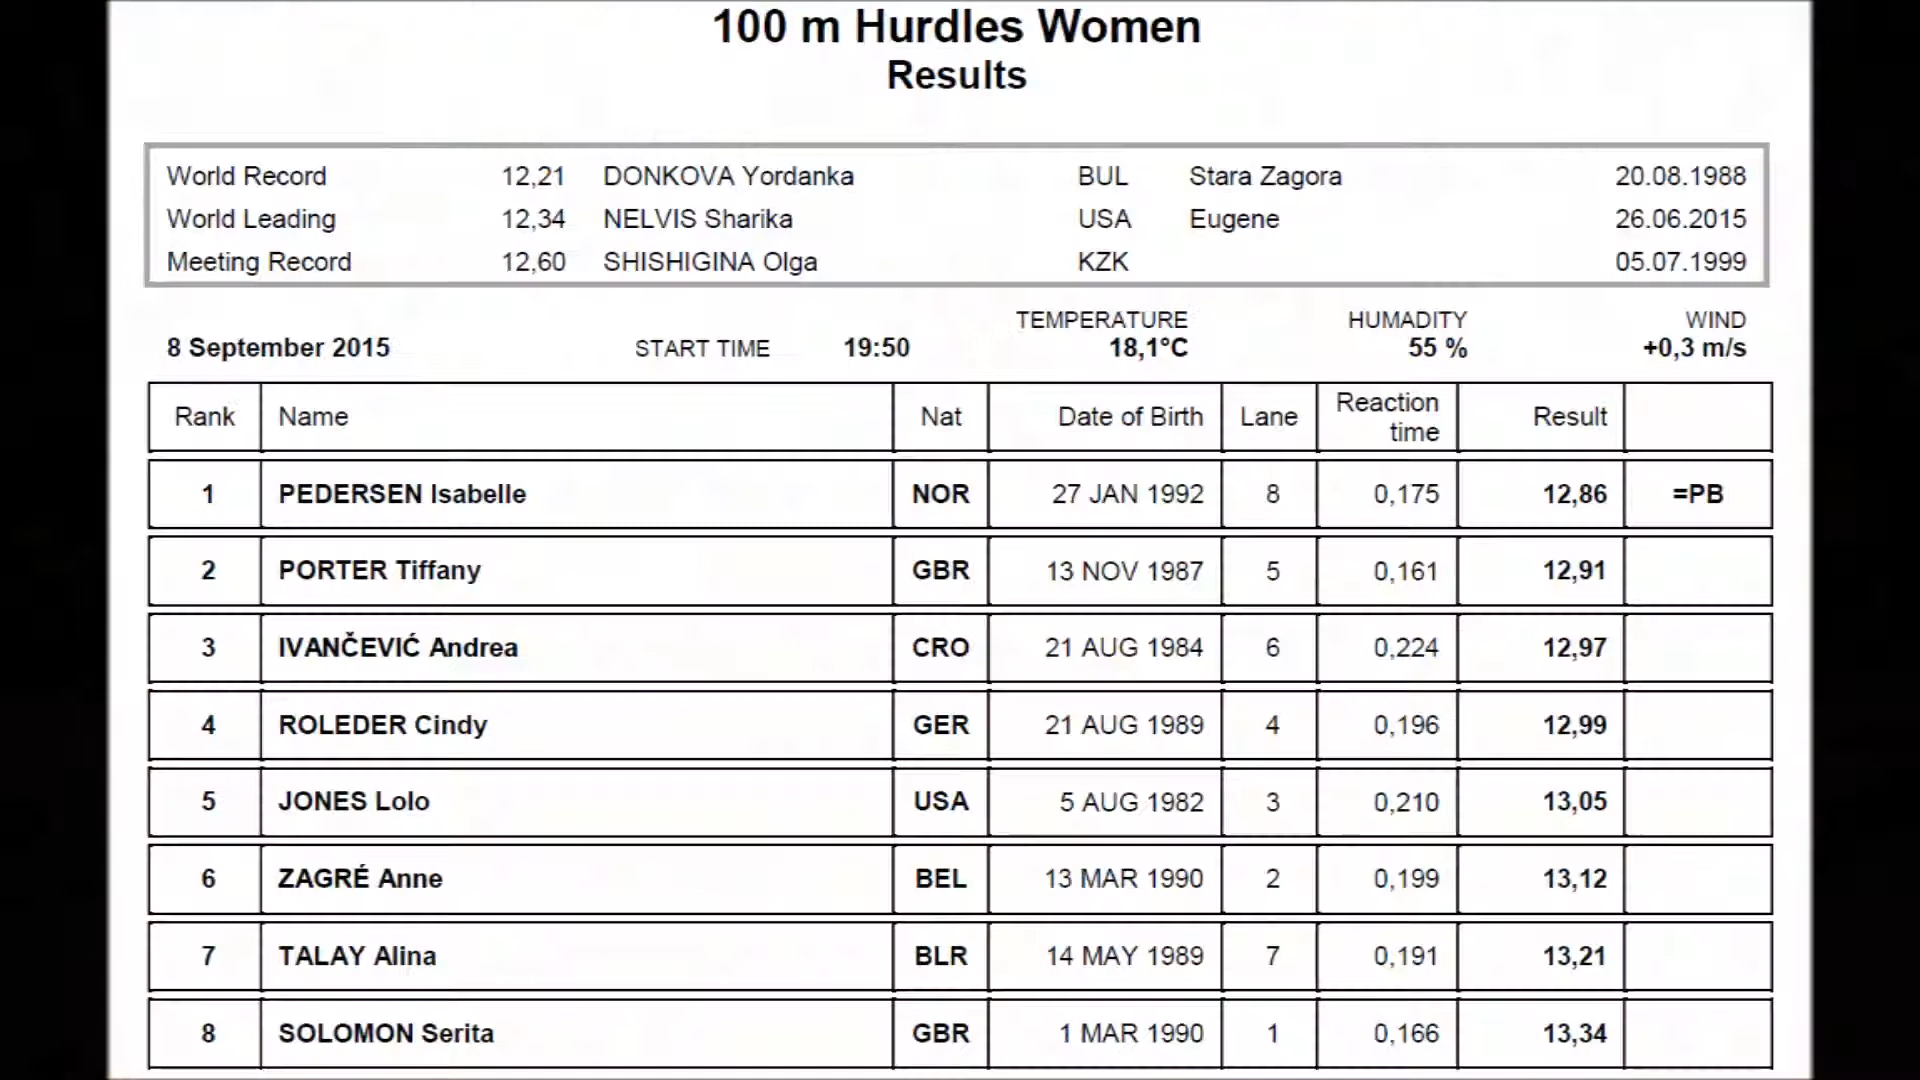 100 m Hurdles Women
Results
World Record 12,21 DONKOVA Yordanka BUL Stara Zagora 20.08.1988
World Leading 12,34 NELVIS Sharika USA Eugene 26.06.2015
Meeting Record 12,60 SHISHIGINA Olga KZK 05.07.1999
TEMPERATURE HUMADITY WIND
8 September 2015 START TIME 19:50 18,1°C 55 % +0,3 m/s
Rank Name Nat Date of Birth Lane Reaction time Result
1 PEDERSEN Isabelle NOR 27 JAN 1992 8 0,175 12,86 =PB
2 PORTER Tiffany GBR 13 NOV 1987 5 0,161 12,91
3 IVANČEVIĆ Andrea CRO 21 AUG 1984 6 0,224 12,97
4 ROLEDER Cindy GER 21 AUG 1989 4 0,196 12,99
5 JONES Lolo USA 5 AUG 1982 3 0,210 13,05
6 ZAGRÉ Anne BEL 13 MAR 1990 2 0,199 13,12
7 TALAY Alina BLR 14 MAY 1989 7 0,191 13,21
8 SOLOMON Serita GBR 1 MAR 1990 1 0,166 13,34